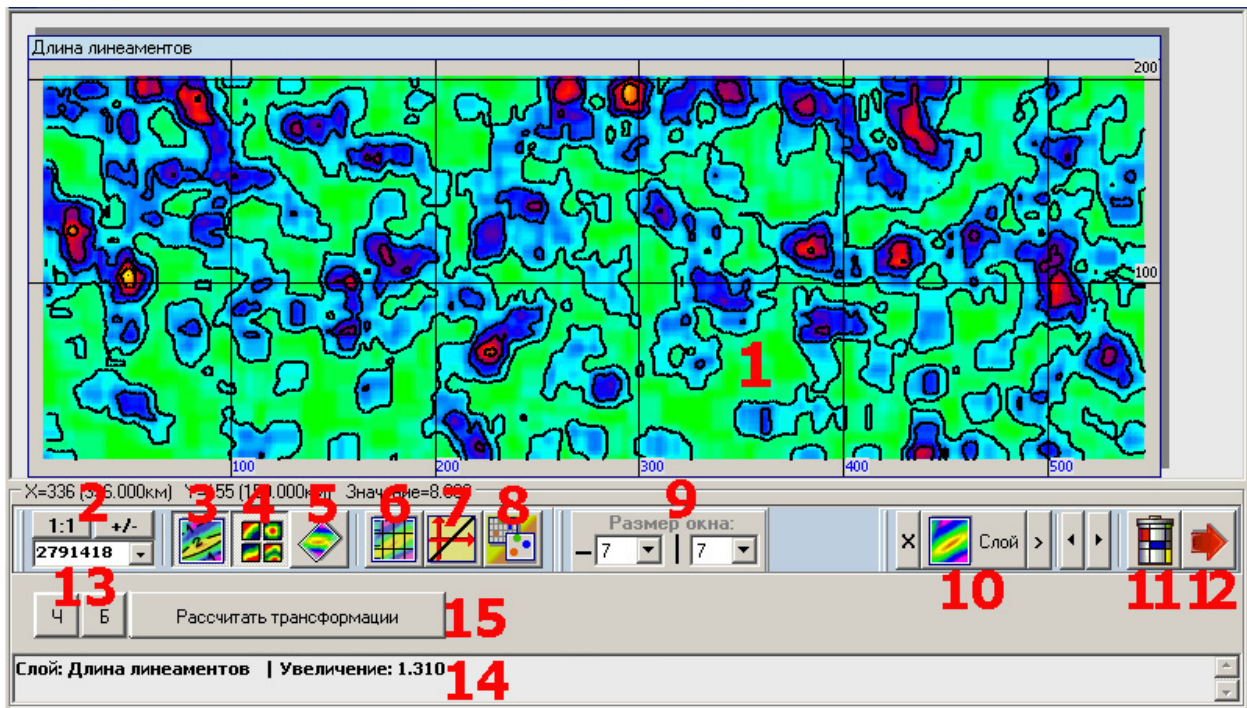 Длина линеаментов
200
100
1
100 200 300 400 500
Значение=8.
2 3 4 5 6 7 8 9
1:1 +/- Размер окна:
2791418 7 7 X Слой >
13 10 11 12
Ч Б Рассчитать трансформации 15
Слой: Длина линеаментов | Увеличение: 1.310
14